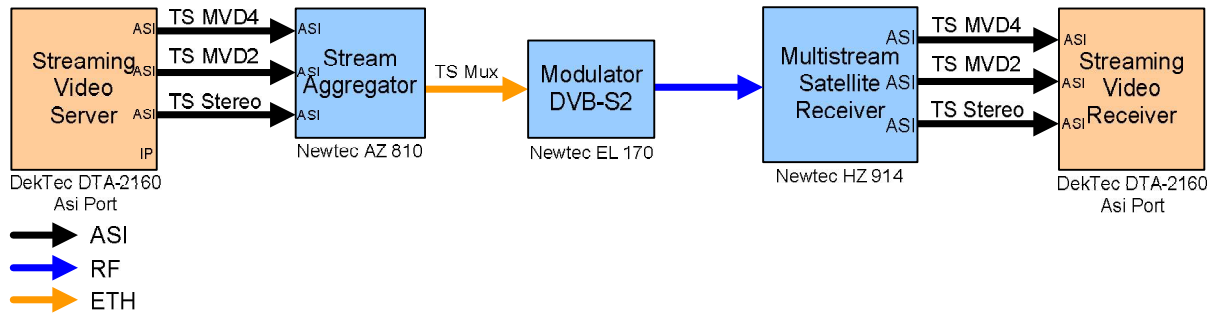 TS MVD4
TS MVD2
TS Stereo
ASI
ASI
ASI
IP
Streaming
Video
Server
DekTec DTA-2160
Asi Port
ASI
ASI
ASI
Stream
Aggregator
Newtec AZ 810
TS Mux
Modulator
DVB-S2
Newtec EL 170
Multistream
Satellite
Receiver
ASI
ASI
ASI
Newtec HZ 914
TS MVD4
TS MVD2
TS Stereo
ASI
ASI
ASI
Streaming
Video
Receiver
DekTec DTA-2160
Asi Port
ASI
RF
ETH